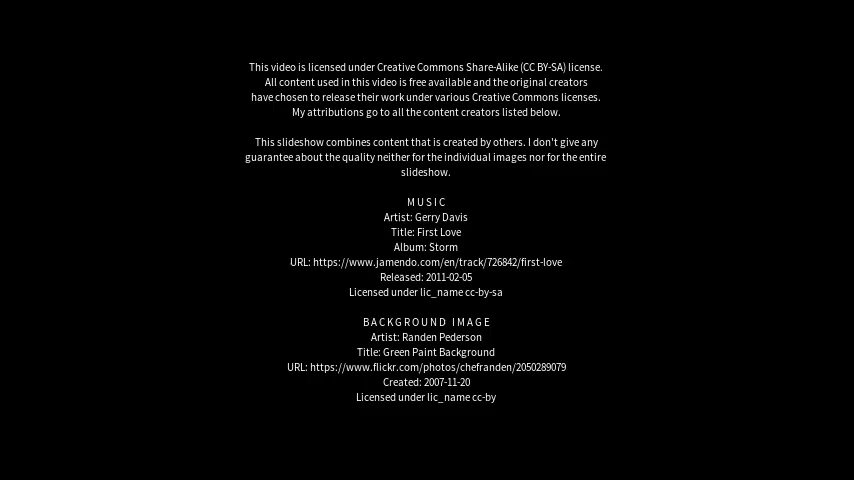 This video is licensed under Creative Commons Share-Alike (CC BY-SA) license.
All content used in this video is free available and the original creators
have chosen to release their work under various Creative Commons licenses.
My attributions go to all the content creators listed below.
This slideshow combines content that is created by others. I don't give any
guarantee about the quality neither for the individual images nor for the entire
slideshow.
MUSIC
Artist: Gerry Davis
Title: First Love
Album: Storm
URL: https://www.jamendo.com/en/track/726842/first-love
Released: 2011-02-05
Licensed under lic_name cc-by-sa
BACKGROUND IMAGE
Artist: Randen Pederson
Title: Green Paint Background
URL: https://www.flickr.com/photos/chefranden/2050289079
Created: 2007-11-20
Licensed under lic_name cc-by